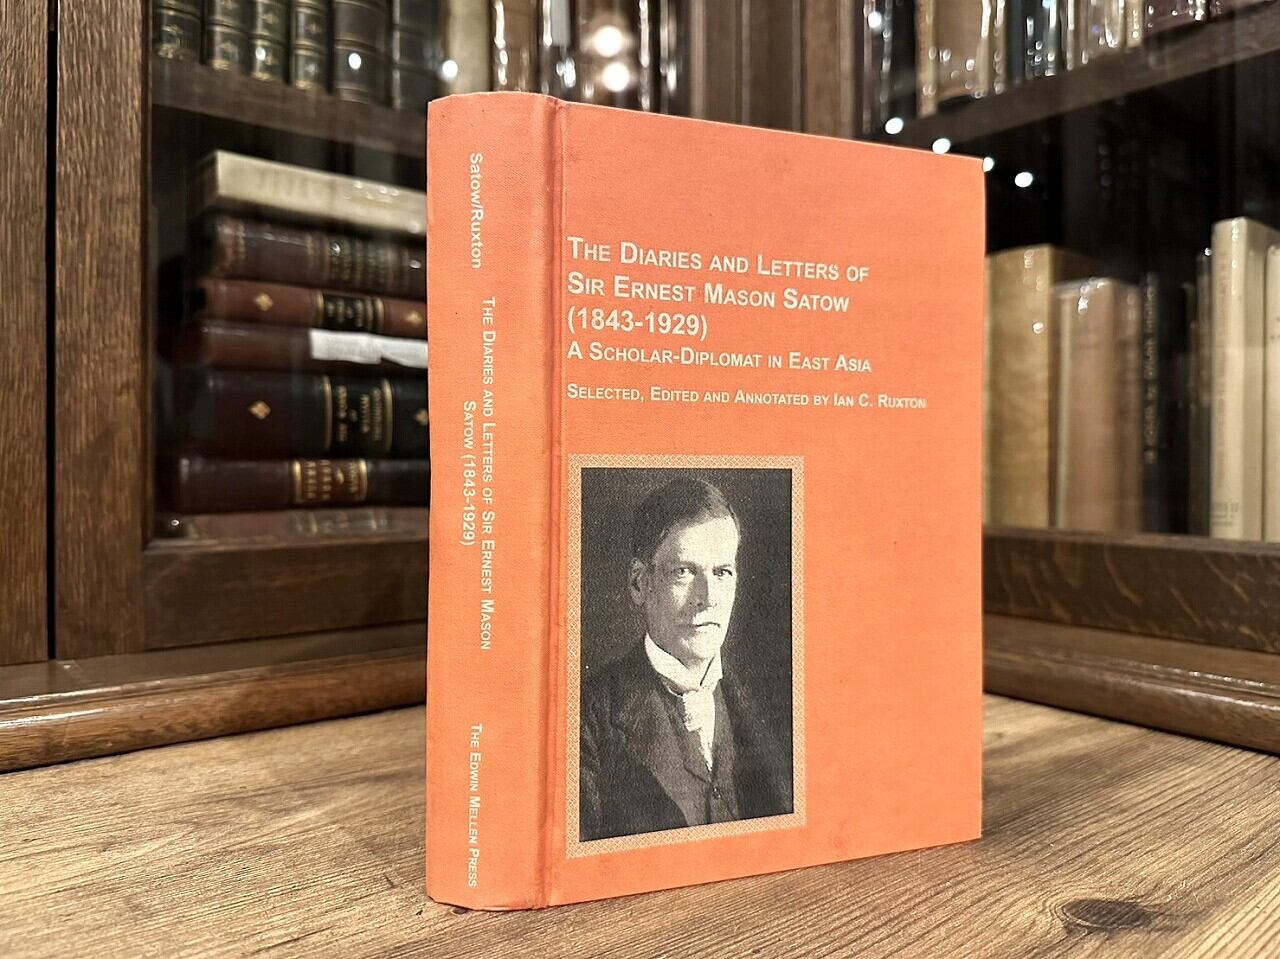 Satow/Ruxton
The Diaries and Letters of Sir Ernest Mason
Satow (1843-1929)
The Edwin Mellen Press
The Diaries and Letters of
Sir Ernest Mason Satow
(1843-1929)
A Scholar-Diplomat in East Asia
Selected, Edited and Annotated by Ian C. Ruxton